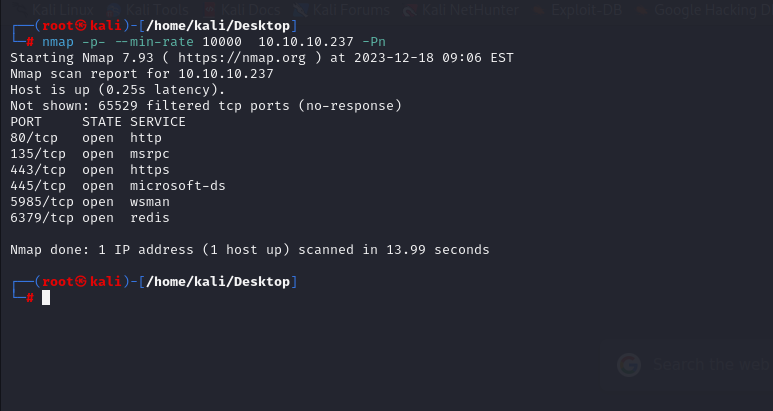 Kali Linux Kali Tools Kali Docs Kali Forums Kali NetHunter Exploit-DB Google Hacking D
┌──(root㉿kali)-[/home/kali/Desktop]
└─# nmap -p- --min-rate 10000  10.10.10.237 -Pn
Starting Nmap 7.93 ( https://nmap.org ) at 2023-12-18 09:06 EST
Nmap scan report for 10.10.10.237
Host is up (0.25s latency).
Not shown: 65529 filtered tcp ports (no-response)
PORT     STATE SERVICE
80/tcp   open  http
135/tcp  open  msrpc
443/tcp  open  https
445/tcp  open  microsoft-ds
5985/tcp open  wsman
6379/tcp open  redis
Nmap done: 1 IP address (1 host up) scanned in 13.99 seconds
┌──(root㉿kali)-[/home/kali/Desktop]
└─#
Search the web